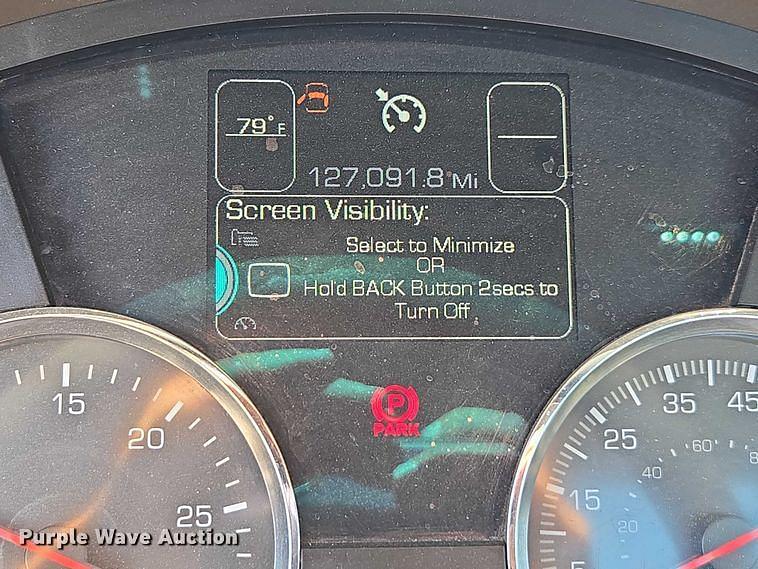 79°F
127,091.8 Mi
Screen Visibility:
Select to Minimize
OR
Hold BACK Button 2secs to
Turn Off
P
PARK
15
20
25
15
25
35
45
20
40
60
8
5
Purple Wave Auction